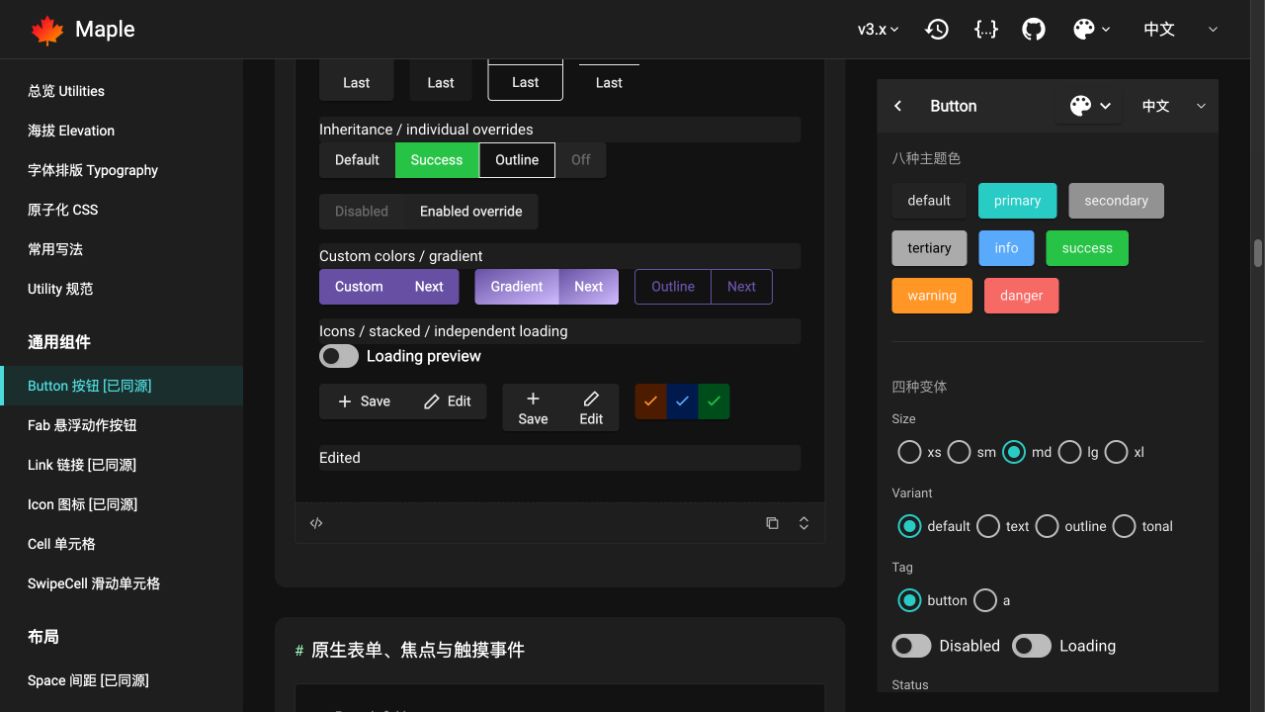 Maple
v3.x
{...}
中文
总览 Utilities
海拔 Elevation
字体排版 Typography
原子化 CSS
常用写法
Utility 规范
通用组件
Button 按钮 [已同源]
Fab 悬浮动作按钮
Link 链接 [已同源]
Icon 图标 [已同源]
Cell 单元格
SwipeCell 滑动单元格
布局
Space 间距 [已同源]
Last Last Last Last
Inheritance / individual overrides
Default Success Outline Off
Disabled Enabled override
Custom colors / gradient
Custom Next Gradient Next Outline Next
Icons / stacked / independent loading
Loading preview
Save Edit Save Edit
Edited
</>
# 原生表单、焦点与触摸事件
Button 中文
八种主题色
default primary secondary
tertiary info success
warning danger
四种变体
Size
xs sm md lg xl
Variant
default text outline tonal
Tag
button a
Disabled Loading
Status